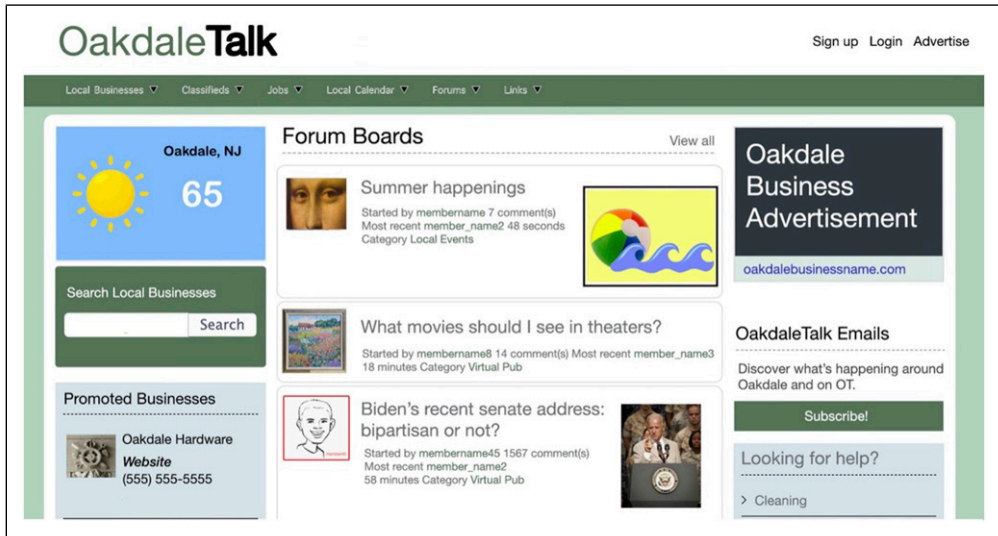 OakdaleTalk
Sign up Login Advertise
Local Businesses Classifieds Jobs Local Calendar Forums Links
Oakdale, NJ
65
Search Local Businesses
Search
Promoted Businesses
Oakdale Hardware
Website
(555) 555-5555
Forum Boards
View all
Summer happenings
Started by membername 7 comment(s)
Most recent member_name2 48 seconds
Category Local Events
What movies should I see in theaters?
Started by membername8 14 comment(s) Most recent member_name3
18 minutes Category Virtual Pub
Biden's recent senate address:
bipartisan or not?
Started by membername45 1567 comment(s)
Most recent member_name2
58 minutes Category Virtual Pub
Oakdale
Business
Advertisement
oakdalebusinessname.com
OakdaleTalk Emails
Discover what's happening around
Oakdale and on OT.
Subscribe!
Looking for help?
> Cleaning